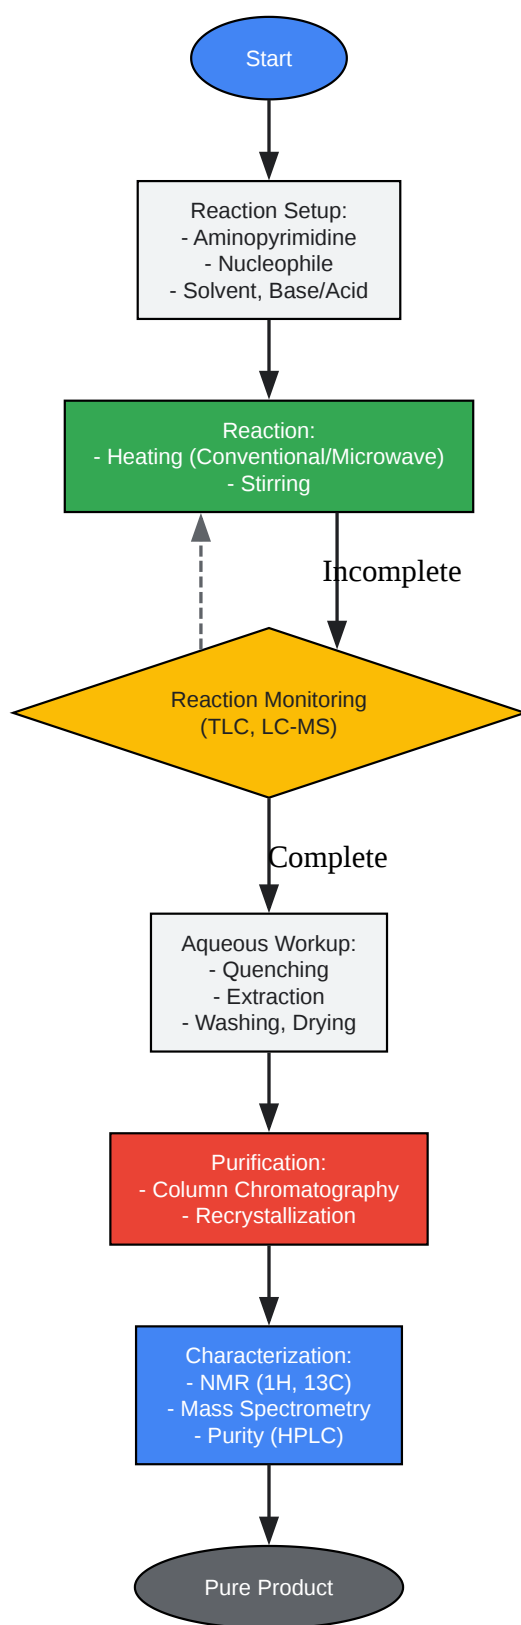 Start
Reaction Setup:
- Aminopyrimidine
- Nucleophile
- Solvent, Base/Acid
Reaction:
- Heating (Conventional/Microwave)
- Stirring
Incomplete
Reaction Monitoring
(TLC, LC-MS)
Complete
Aqueous Workup:
- Quenching
- Extraction
- Washing, Drying
Purification:
- Column Chromatography
- Recrystallization
Characterization:
- NMR (1H, 13C)
- Mass Spectrometry
- Purity (HPLC)
Pure Product